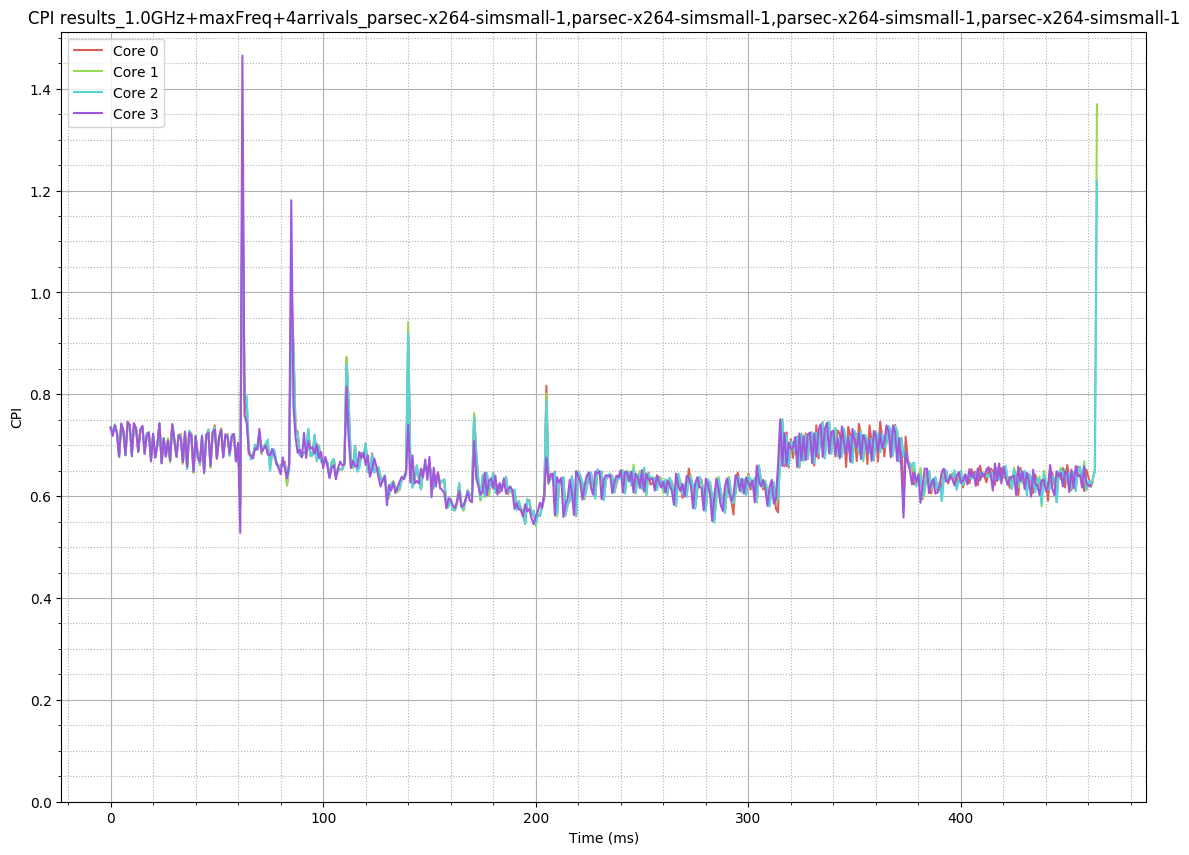 CPI results_1.0GHz+maxFreq+4arrivals_parsec-x264-simsmall-1,parsec-x264-simsmall-1,parsec-x264-simsmall-1,parsec-x264-simsmall-1
Core 0
Core 1
Core 2
Core 3
1.4
1.2
1.0
0.8
0.6
0.4
0.2
0.0
CPI
0 100 200 300 400
Time (ms)